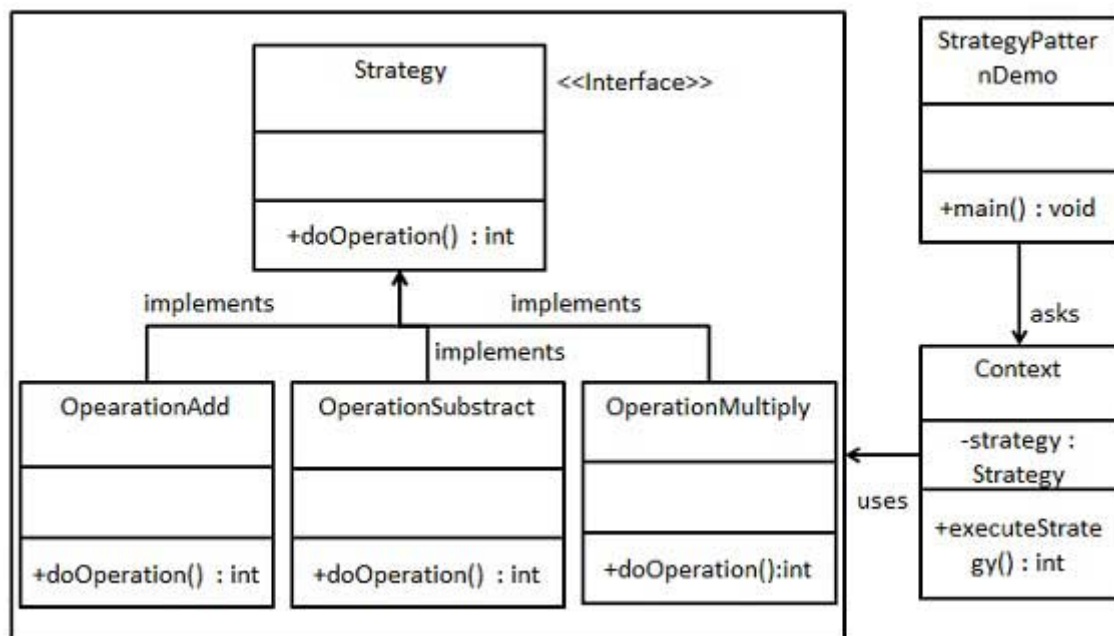 Strategy
<<Interface>>
+doOperation() : int
implements
implements
implements
OpearationAdd
+doOperation() : int
OperationSubstract
+doOperation() : int
OperationMultiply
+doOperation():int
StrategyPatter
nDemo
+main() : void
asks
Context
-strategy :
Strategy
+executeStrate
gy() : int
uses